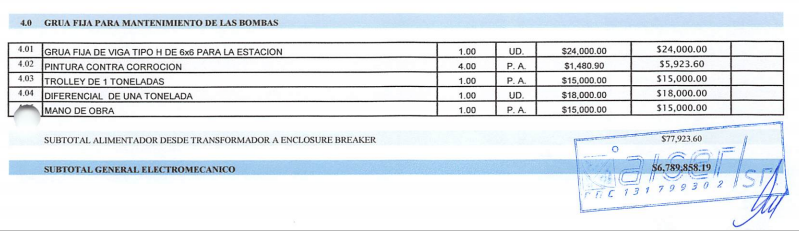 4.0 GRUA FIJA PARA MANTENIMIENTO DE LAS BOMBAS
4.01 GRUA FIJA DE VIGA TIPO H DE 6x6 PARA LA ESTACION 1.00 UD. $24,000.00 $24,000.00
4.02 PINTURA CONTRA CORROCION 4.00 P. A. $1,480.90 $5,923.60
4.03 TROLLEY DE 1 TONELADAS 1.00 P. A. $15,000.00 $15,000.00
4.04 DIFERENCIAL DE UNA TONELADA 1.00 UD. $18,000.00 $18,000.00
MANO DE OBRA 1.00 P. A. $15,000.00 $15,000.00
SUBTOTAL ALIMENTADOR DESDE TRANSFORMADOR A ENCLOSURE BREAKER $77,923.60
SUBTOTAL GENERAL ELECTROMECANICO $6,789,858.19
RNC 131799302